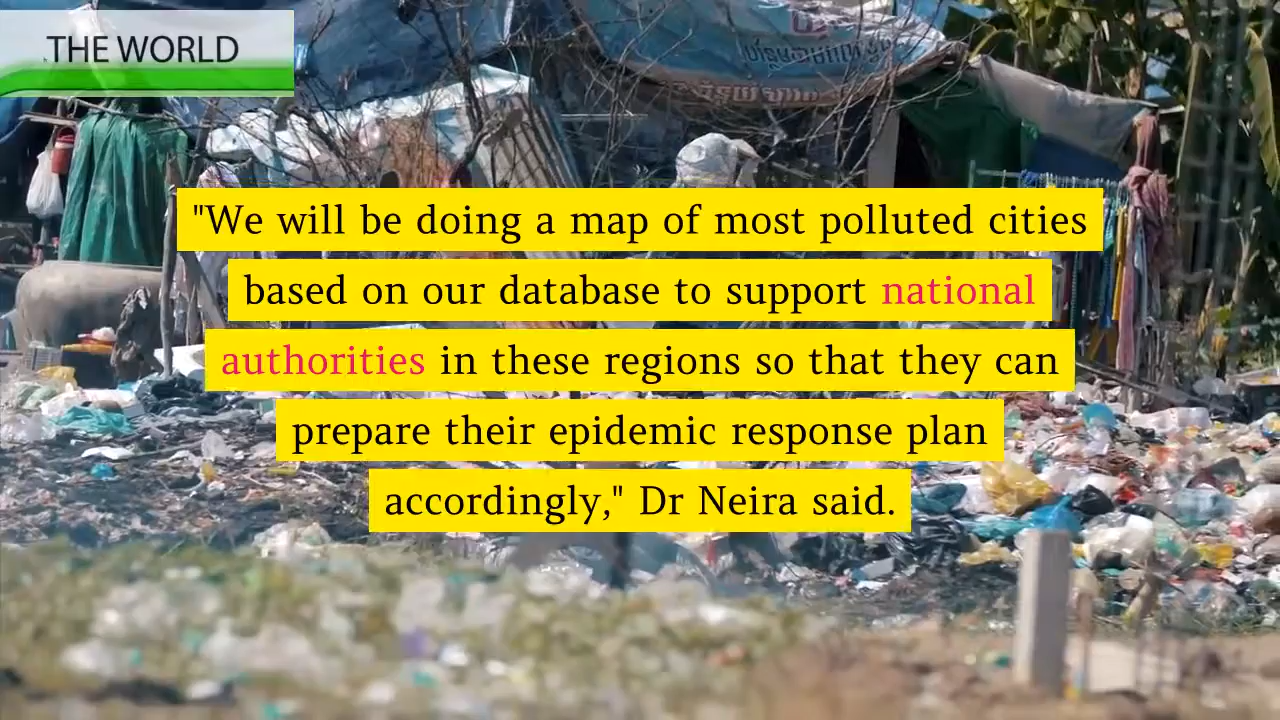 THE WORLD
"We will be doing a map of most polluted cities
based on our database to support national
authorities in these regions so that they can
prepare their epidemic response plan
accordingly," Dr Neira said.